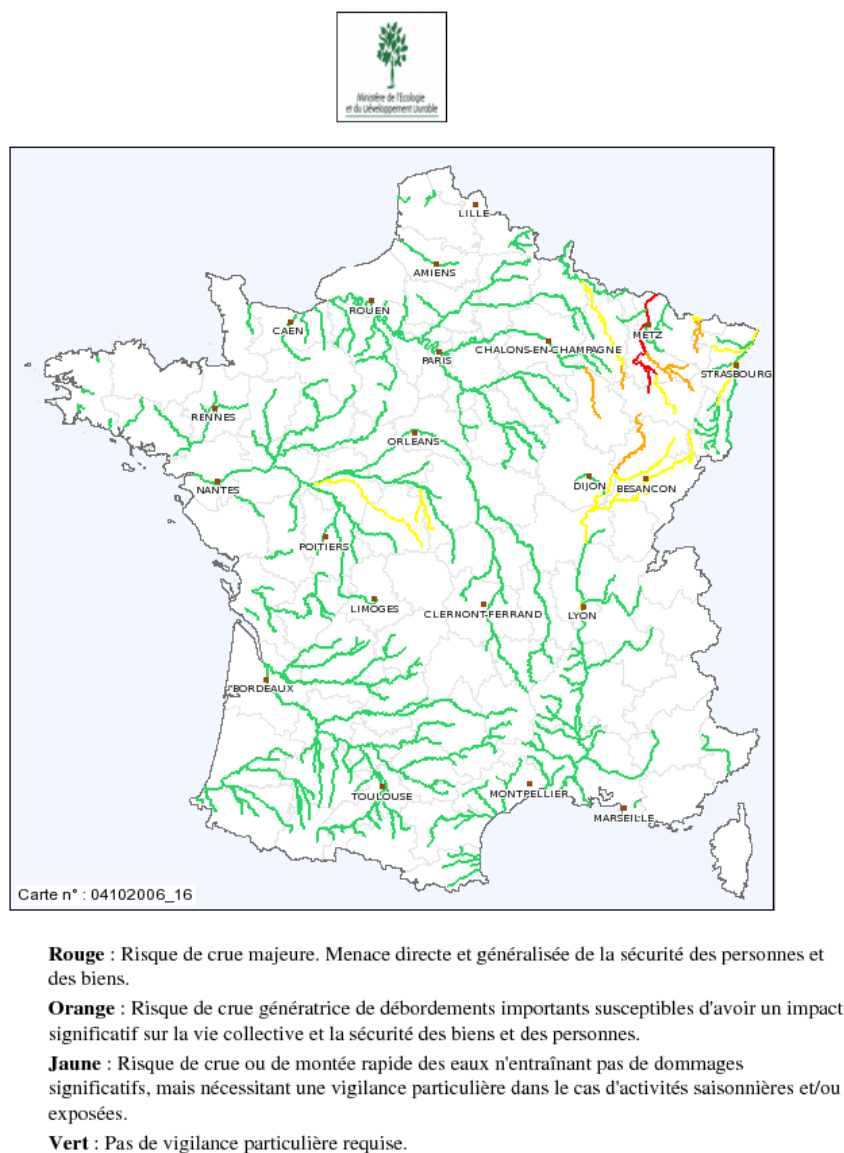 Ministère de l'Ecologie
et du Développement Durable
LILLE
AMIENS
ROUEN
CAEN
METZ
PARIS
CHALONS-EN-CHAMPAGNE
STRASBOURG
RENNES
ORLEANS
NANTES
DIJON
BESANCON
POITIERS
LIMOGES
CLERNONT-FERRAND
LYON
BORDEAUX
TOULOUSE
MONTPELLIER
MARSEILLE
Carte n° : 04102006_16
Rouge : Risque de crue majeure. Menace directe et généralisée de la sécurité des personnes et
des biens.
Orange : Risque de crue génératrice de débordements importants susceptibles d'avoir un impact
significatif sur la vie collective et la sécurité des biens et des personnes.
Jaune : Risque de crue ou de montée rapide des eaux n'entraînant pas de dommages
significatifs, mais nécessitant une vigilance particulière dans le cas d'activités saisonnières et/ou
exposées.
Vert : Pas de vigilance particulière requise.